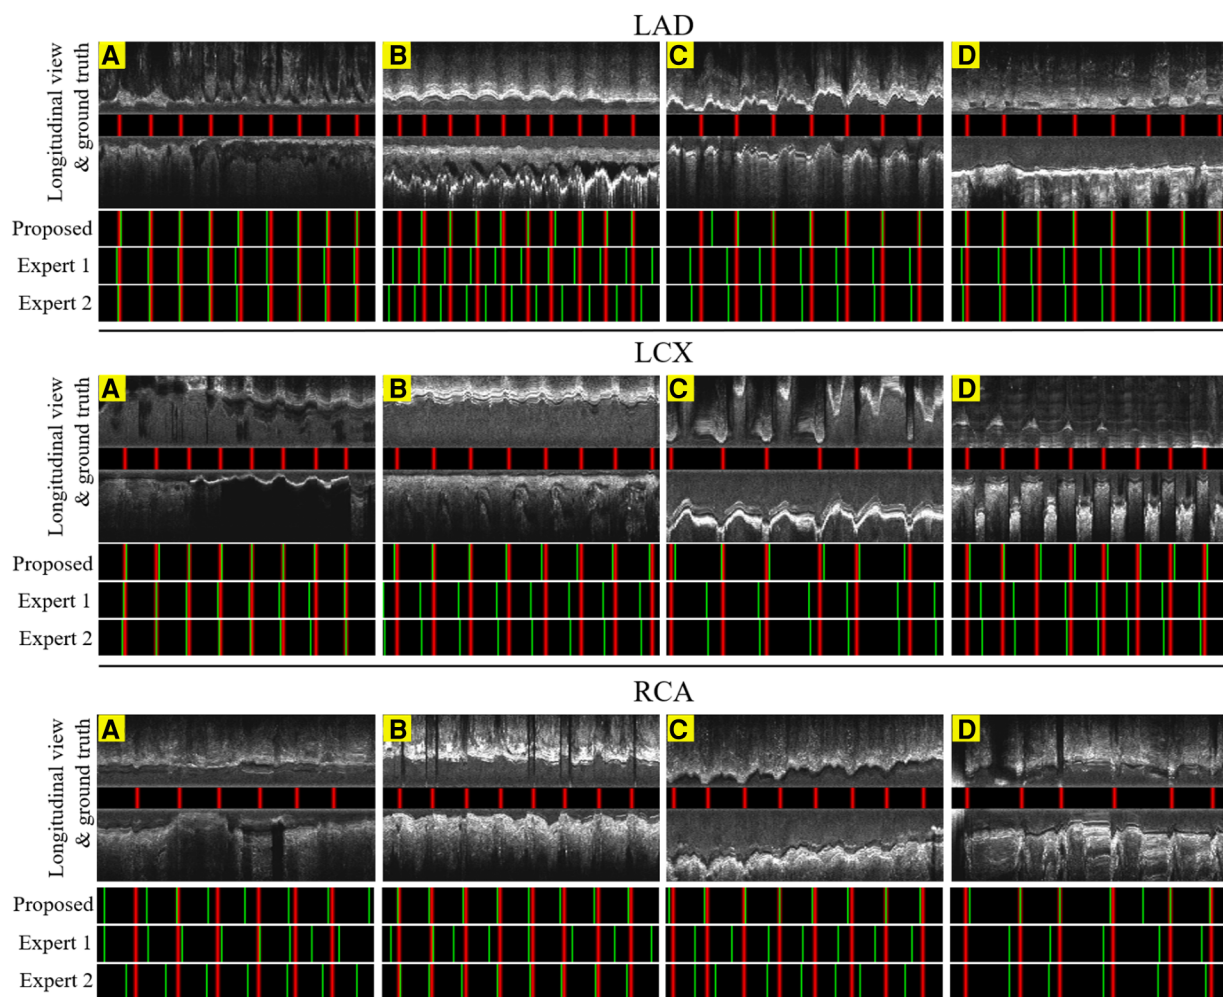 LAD
Longitudinal view
& ground truth
A B C D
Proposed
Expert 1
Expert 2
LCX
Longitudinal view
& ground truth
A B C D
Proposed
Expert 1
Expert 2
RCA
Longitudinal view
& ground truth
A B C D
Proposed
Expert 1
Expert 2